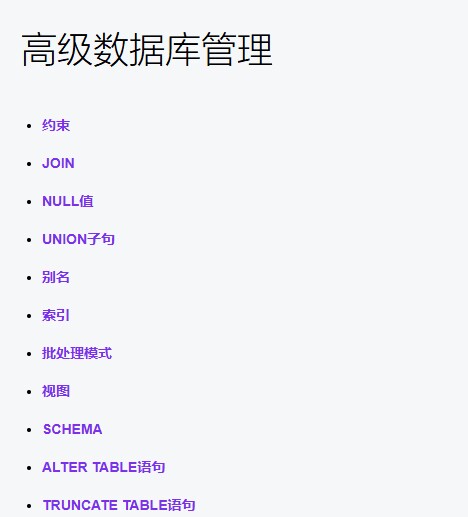 高级数据库管理
约束
JOIN
NULL值
UNION子句
别名
索引
批处理模式
视图
SCHEMA
ALTER TABLE语句
TRUNCATE TABLE语句